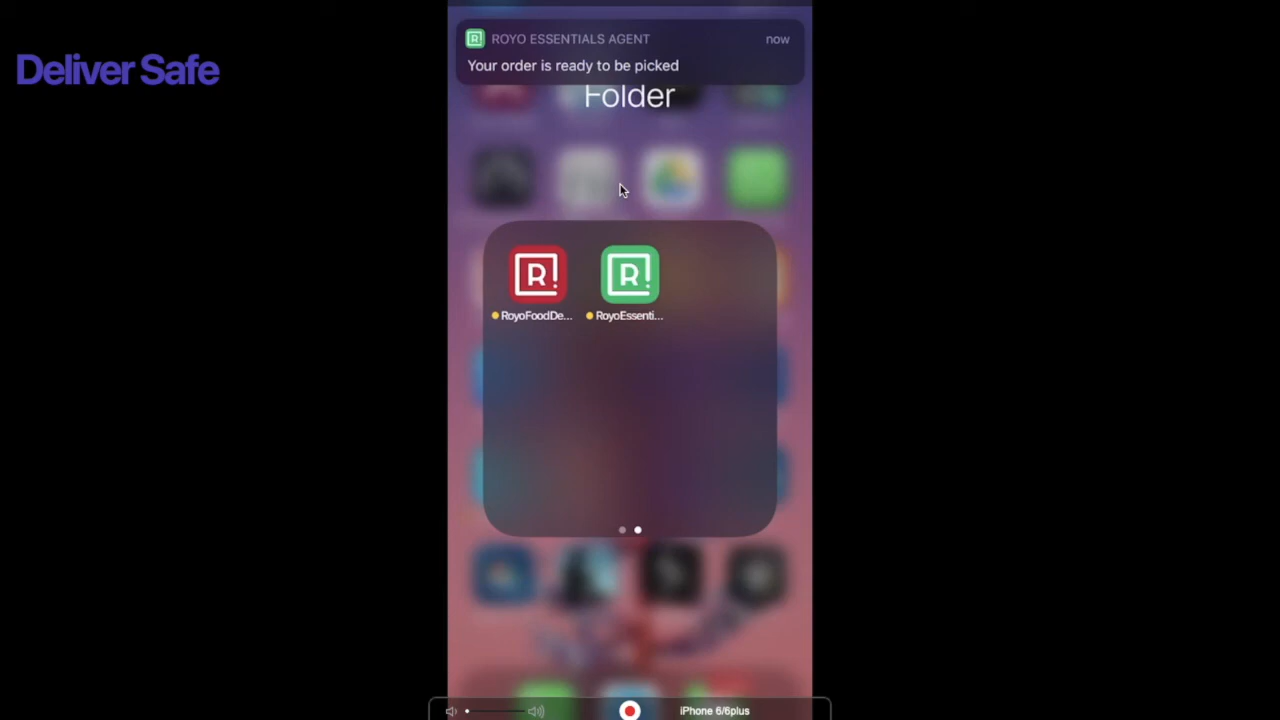 Deliver Safe
ROYO ESSENTIALS AGENT now
Your order is ready to be picked
Folder
R
R
RoyoFoodDe... RoyoEssenti...
iPhone 6/6plus